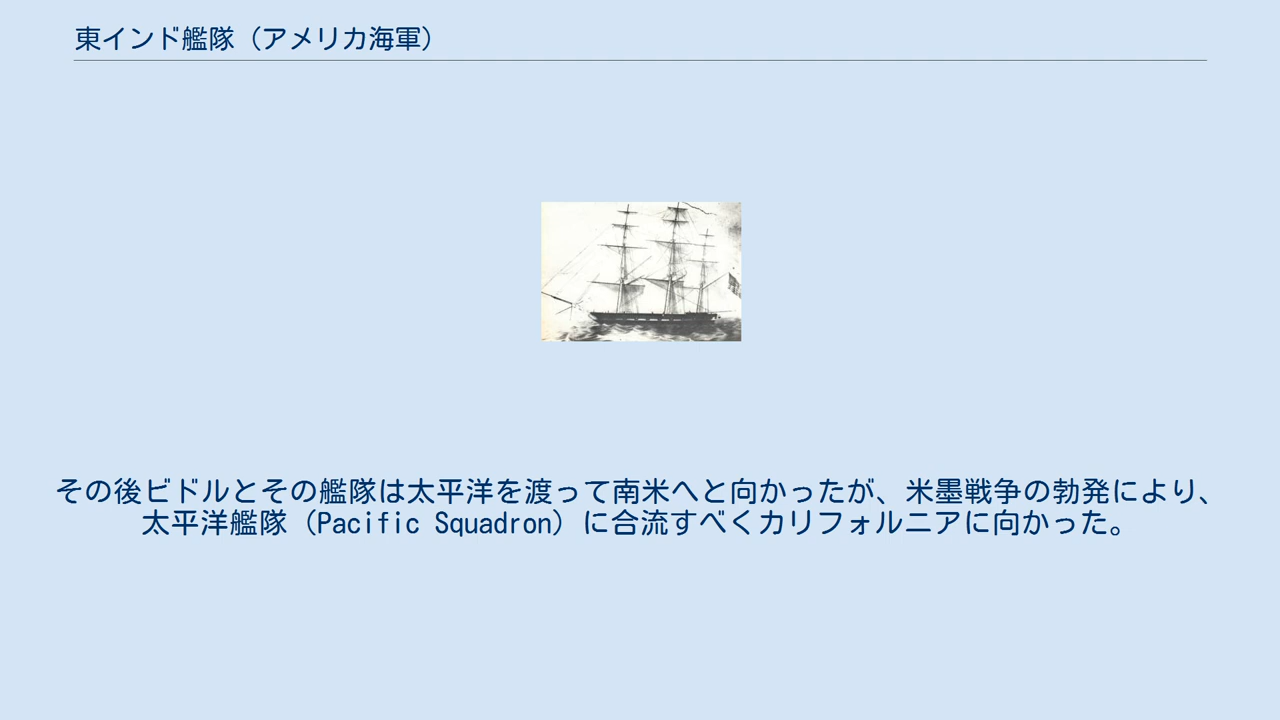 東インド艦隊（アメリカ海軍）
その後ビドルとその艦隊は太平洋を渡って南米へと向かったが、米墨戦争の勃発により、
太平洋艦隊（Pacific Squadron）に合流すべくカリフォルニアに向かった。